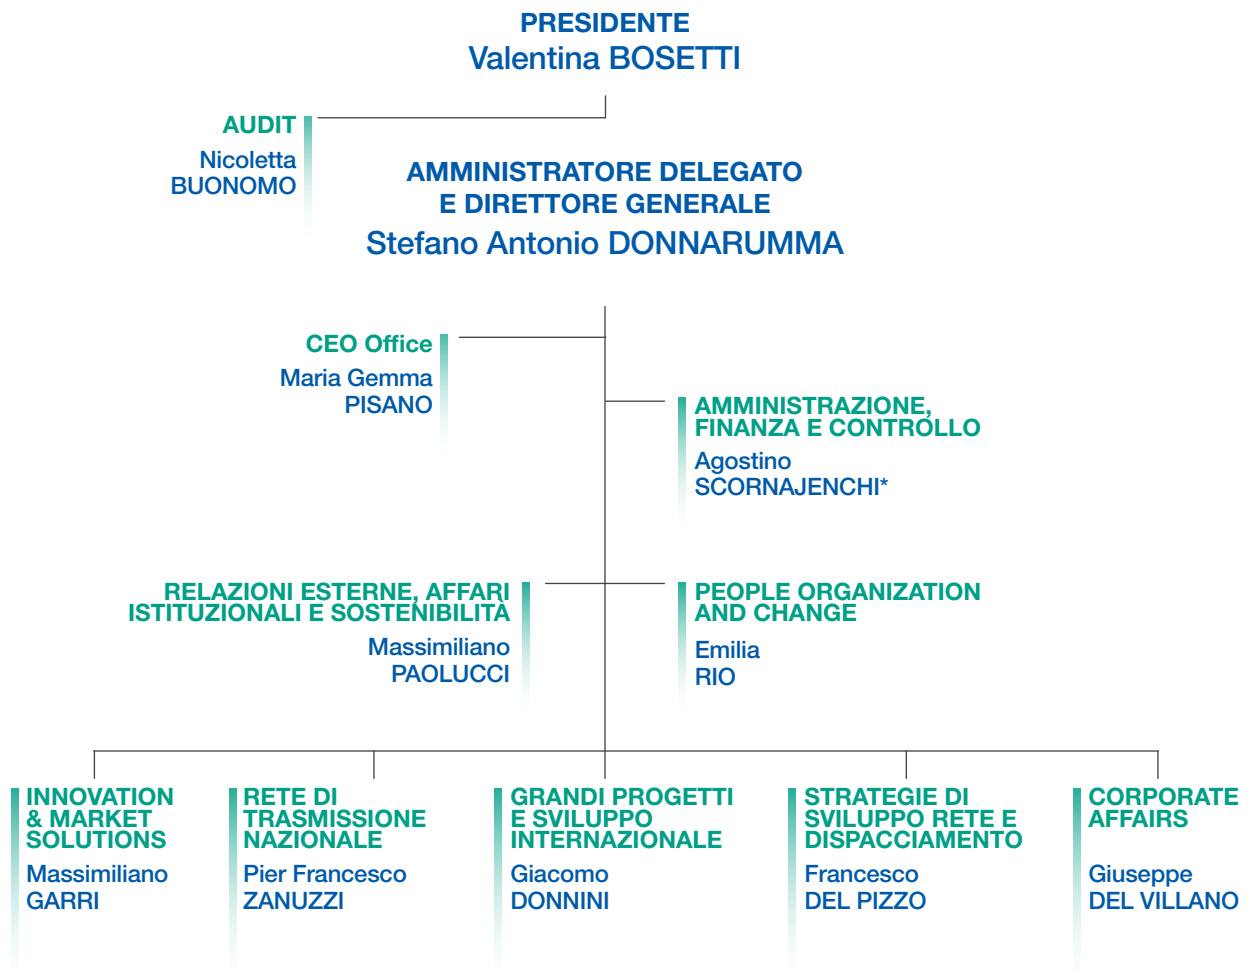 PRESIDENTE
Valentina BOSETTI
AUDIT
Nicoletta
BUONOMO
AMMINISTRATORE DELEGATO
E DIRETTORE GENERALE
Stefano Antonio DONNARUMMA
CEO Office
Maria Gemma
PISANO
AMMINISTRAZIONE,
FINANZA E CONTROLLO
Agostino
SCORNAJENCHI*
RELAZIONI ESTERNE, AFFARI
ISTITUZIONALI E SOSTENIBILITÀ
Massimiliano
PAOLUCCI
PEOPLE ORGANIZATION
AND CHANGE
Emilia
RIO
INNOVATION
& MARKET
SOLUTIONS
Massimiliano
GARRI
RETE DI
TRASMISSIONE
NAZIONALE
Pier Francesco
ZANUZZI
GRANDI PROGETTI
E SVILUPPO
INTERNAZIONALE
Giacomo
DONNINI
STRATEGIE DI
SVILUPPO RETE E
DISPACCIAMENTO
Francesco
DEL PIZZO
CORPORATE
AFFAIRS
Giuseppe
DEL VILLANO